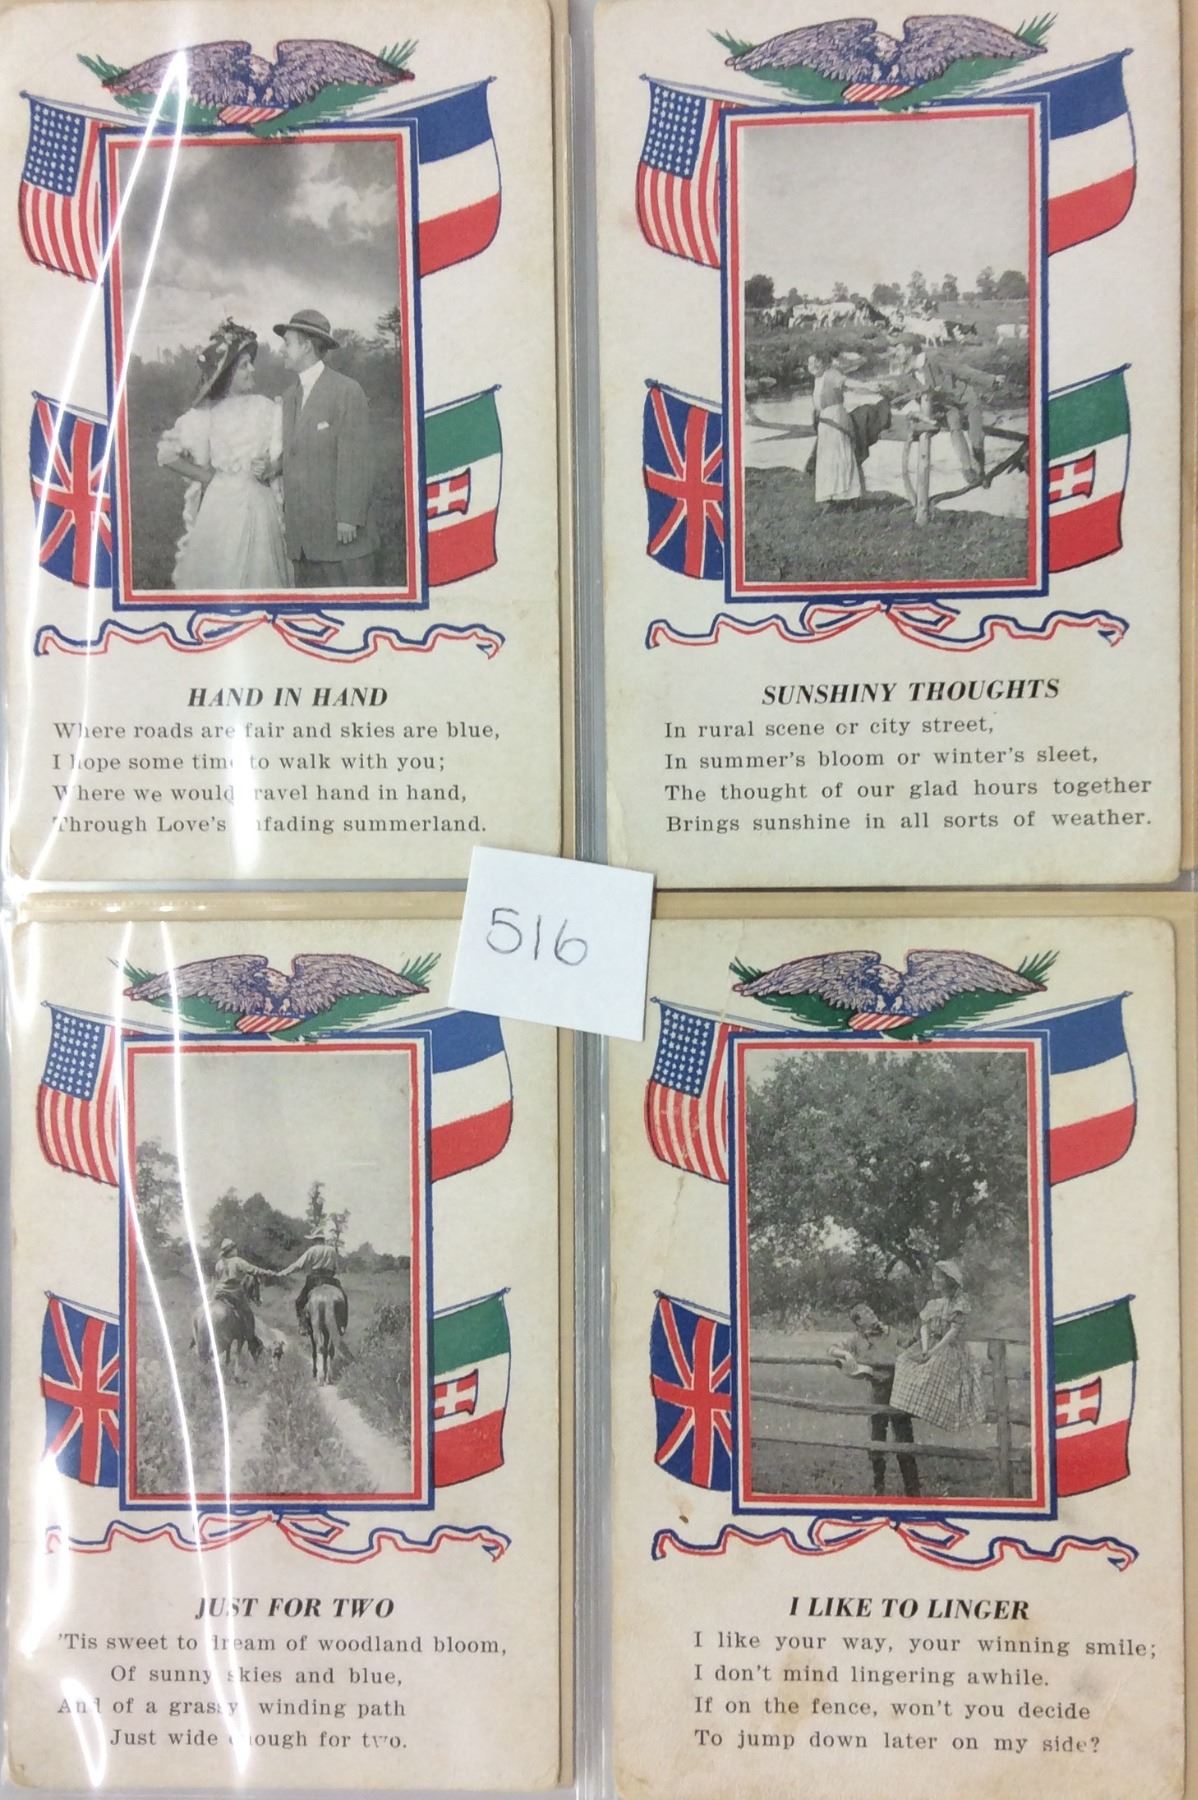 HAND IN HAND
Where roads are fair and skies are blue,
I hope some time to walk with you;
Where we would travel hand in hand,
Through Love's unfading summerland.
SUNSHINY THOUGHTS
In rural scene or city street,
In summer's bloom or winter's sleet,
The thought of our glad hours together
Brings sunshine in all sorts of weather.
516
JUST FOR TWO
'Tis sweet to dream of woodland bloom,
Of sunny skies and blue,
And of a grassy winding path
Just wide enough for two.
I LIKE TO LINGER
I like your way, your winning smile;
I don't mind lingering awhile.
If on the fence, won't you decide
To jump down later on my side?